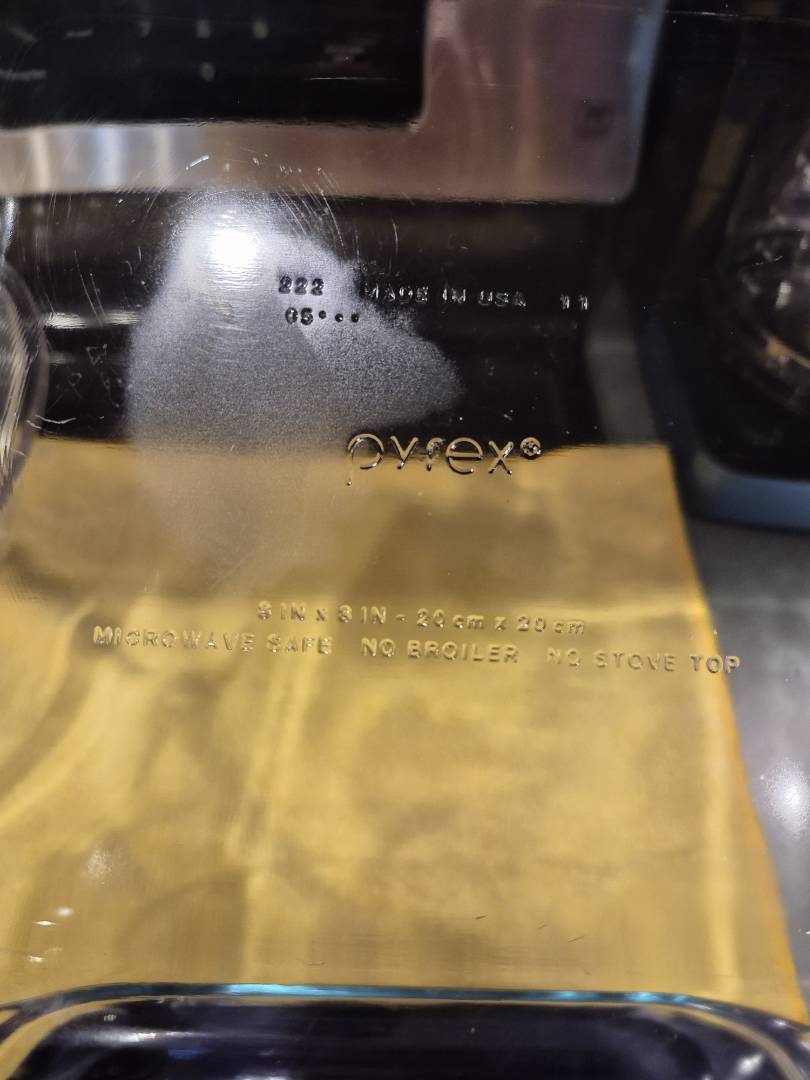 222 MADE IN USA 11
65•••
pyrex®
8 IN x 8 IN - 20 cm x 20 cm
MICROWAVE SAFE NO BROILER NO STOVE TOP